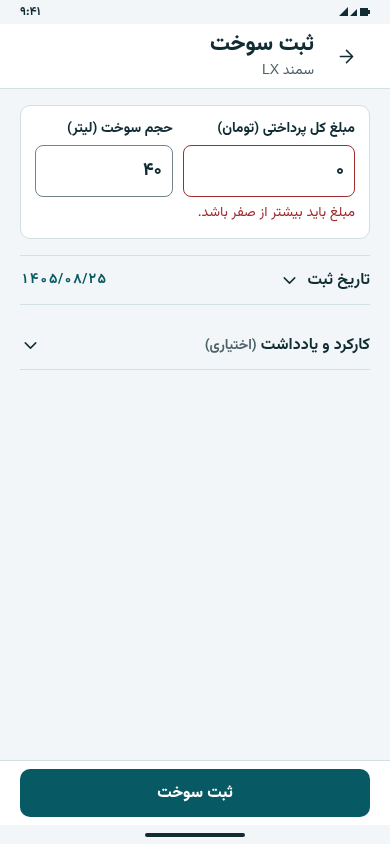 ۹:۴۱
ثبت سوخت
سمند LX
مبلغ کل پرداختی (تومان)
حجم سوخت (لیتر)
۰
۴۰
مبلغ باید بیشتر از صفر باشد.
تاریخ ثبت
۱۴۰۵/۰۸/۲۵
کارکرد و یادداشت (اختیاری)
ثبت سوخت